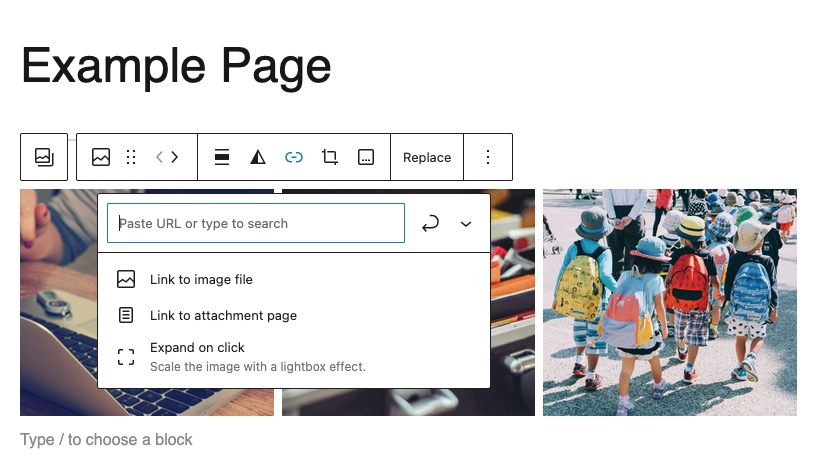 Example Page
Replace
Paste URL or type to search
Link to image file
Link to attachment page
Expand on click
Scale the image with a lightbox effect.
Type / to choose a block